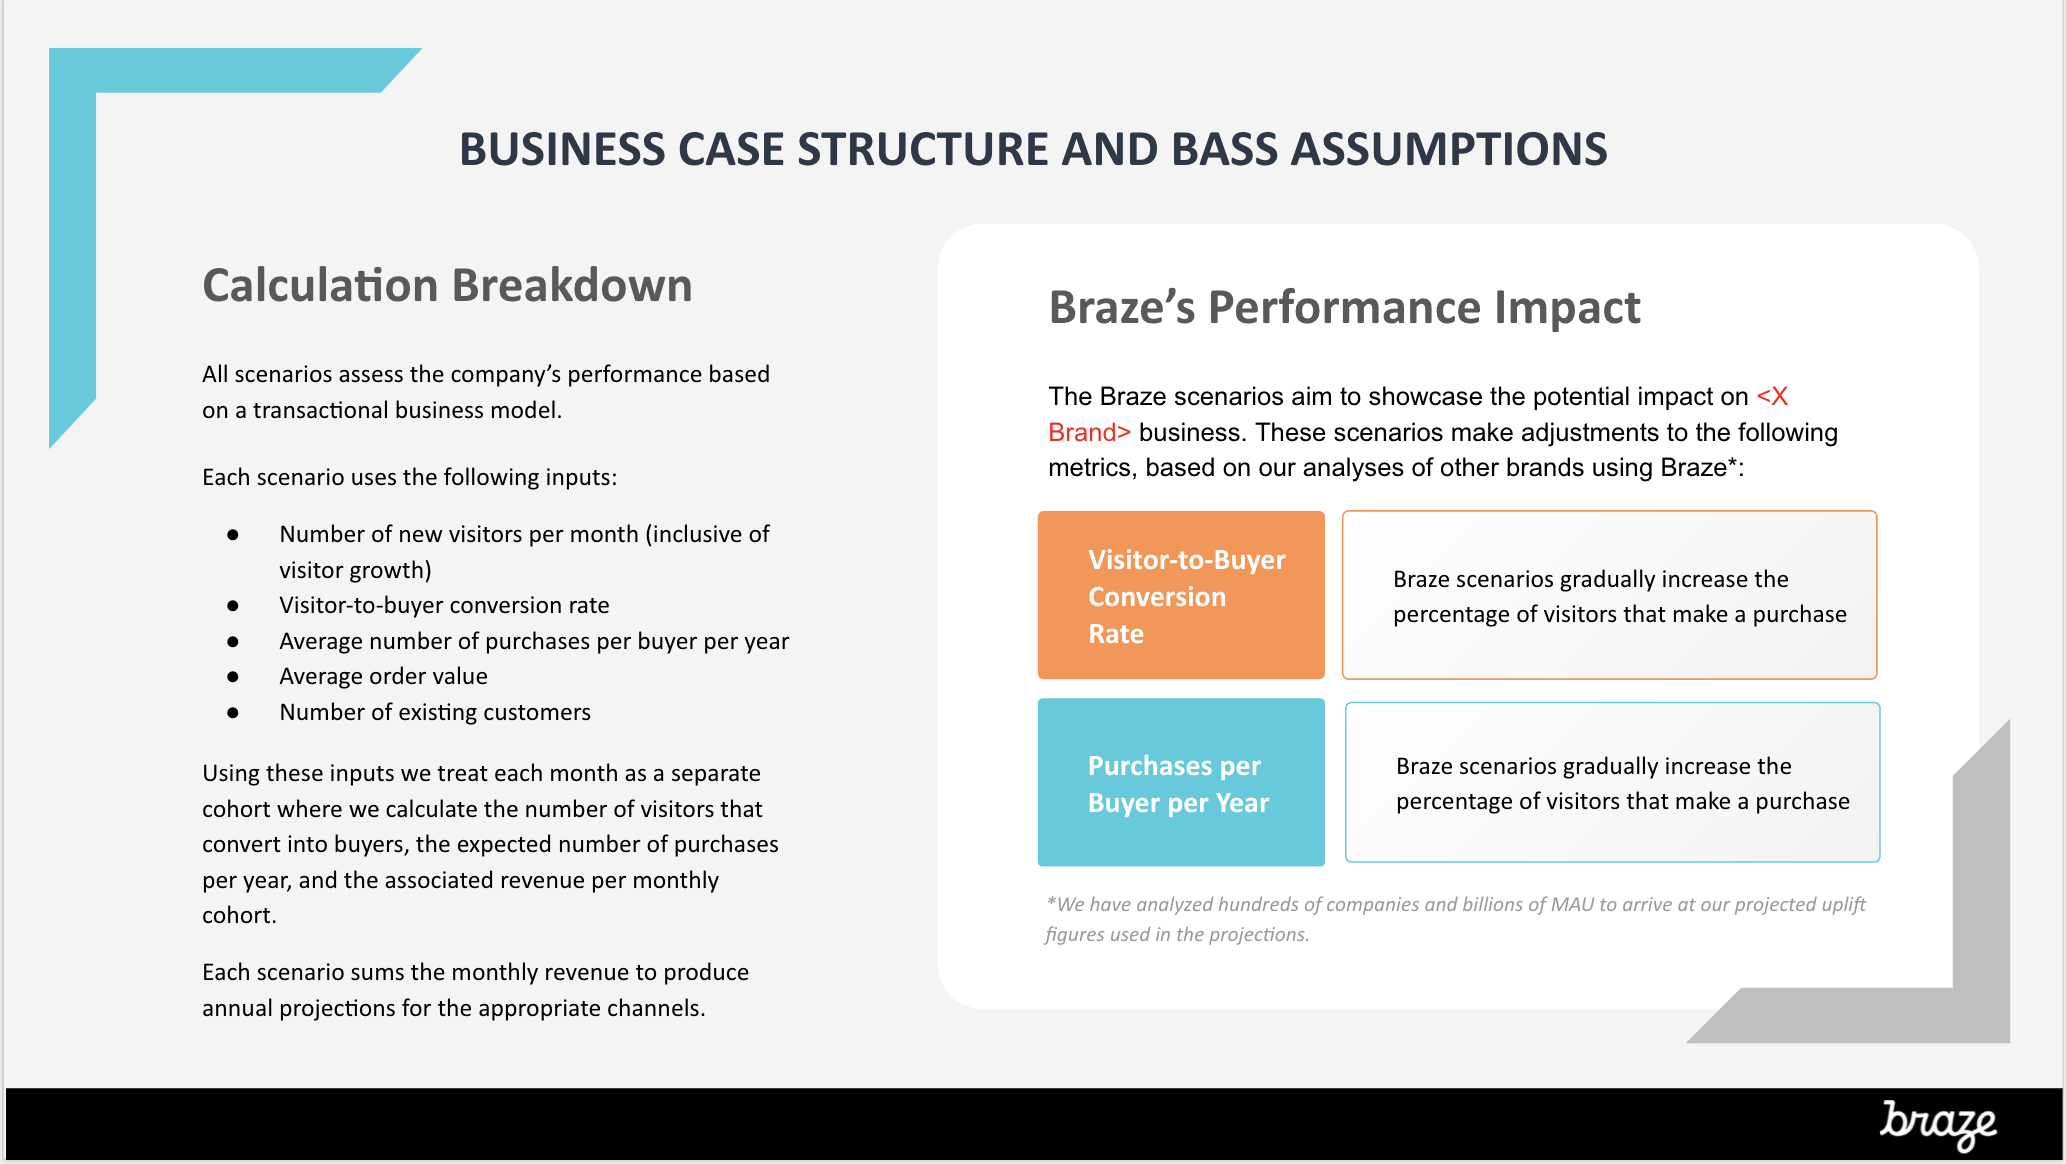 BUSINESS CASE STRUCTURE AND BASS ASSUMPTIONS
Calculation Breakdown
All scenarios assess the company’s performance based
on a transactional business model.
Each scenario uses the following inputs:
● Number of new visitors per month (inclusive of
visitor growth)
● Visitor-to-buyer conversion rate
● Average number of purchases per buyer per year
● Average order value
● Number of existing customers
Using these inputs we treat each month as a separate
cohort where we calculate the number of visitors that
convert into buyers, the expected number of purchases
per year, and the associated revenue per monthly
cohort.
Each scenario sums the monthly revenue to produce
annual projections for the appropriate channels.
Braze’s Performance Impact
The Braze scenarios aim to showcase the potential impact on <X
Brand> business. These scenarios make adjustments to the following
metrics, based on our analyses of other brands using Braze*:
Visitor-to-Buyer
Conversion
Rate
Braze scenarios gradually increase the
percentage of visitors that make a purchase
Purchases per
Buyer per Year
Braze scenarios gradually increase the
percentage of visitors that make a purchase
*We have analyzed hundreds of companies and billions of MAU to arrive at our projected uplift
figures used in the projections.
braze